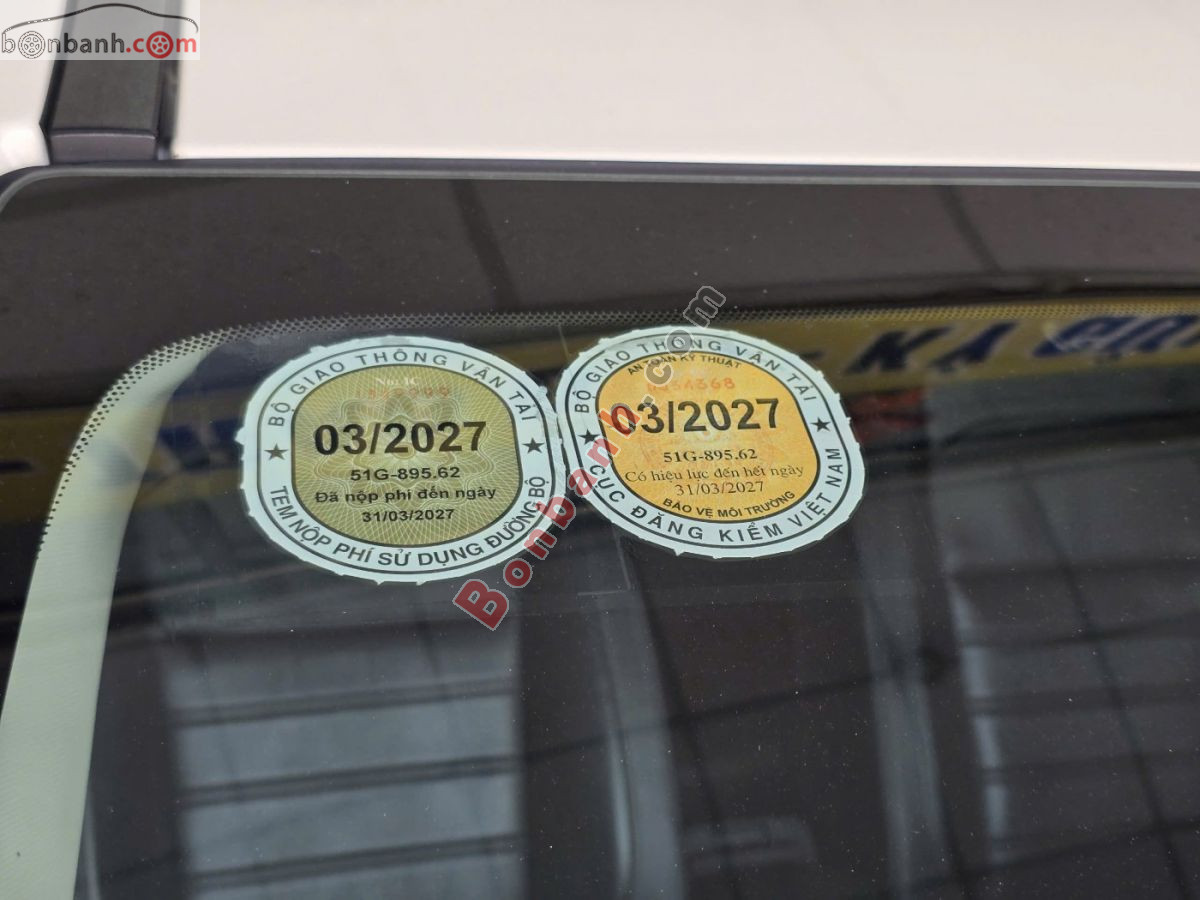 bonbanh.com
BỘ GIAO THÔNG VẬN TẢI
03/2027
51G-895.62
Đã nộp phí đến ngày
31/03/2027
TEM NỘP PHÍ SỬ DỤNG ĐƯỜNG BỘ
BỘ GIAO THÔNG VẬN TẢI
AN TOÀN KỸ THUẬT
03/2027
51G-895.62
Có hiệu lực đến hết ngày
31/03/2027
BẢO VỆ MÔI TRƯỜNG
CỤC ĐĂNG KIỂM VIỆT NAM
Bonbanh.com